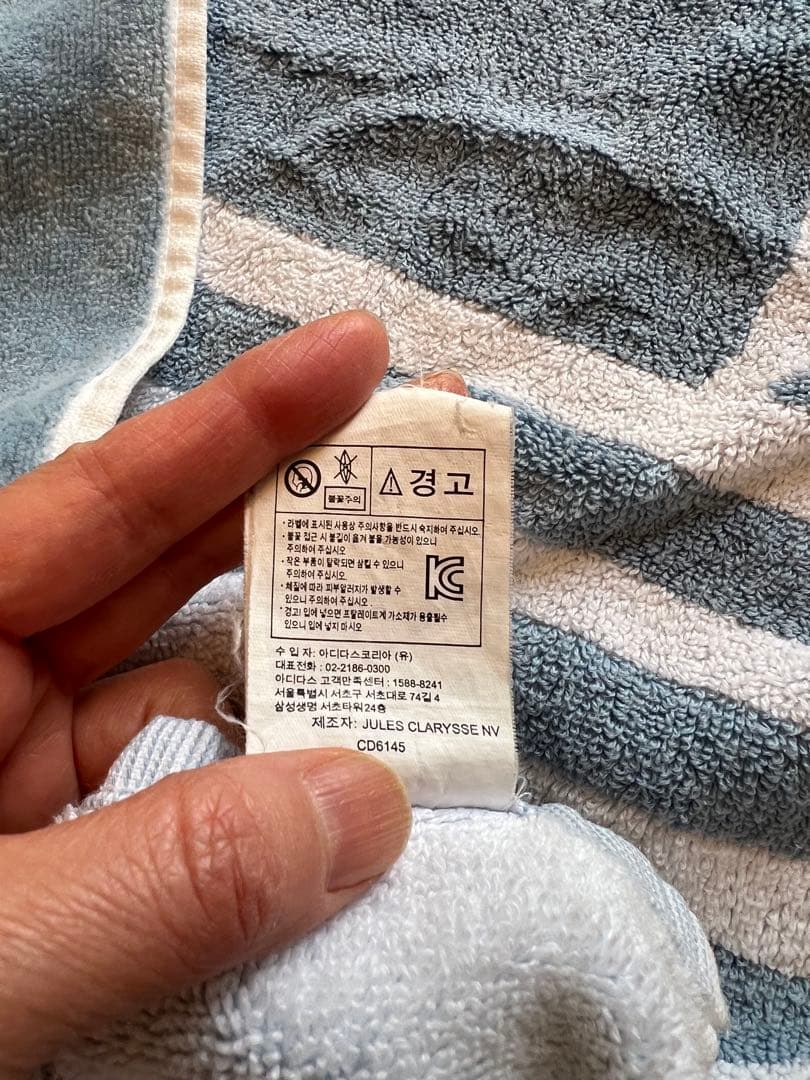 불꽃주의
경고
• 라벨에 표시된 사용상 주의사항을 반드시 숙지하여 주십시오.
• 불꽃 접근 시 불길이 옮겨 붙을 가능성이 있으니
주의하여 주십시오
• 작은 부품이 탈락되면 삼킬 수 있으니
주의하여 주십시오.
• 체질에 따라 피부알러지가 발생할 수
있으니 주의하여 주십시오 .
• 경고! 입에 넣으면 프탈레이트계 가소제가 용출될수
있으니 입에 넣지 마시오
수 입 자: 아디다스코리아 (유)
대표전화 : 02-2186-0300
아디다스 고객만족센터 : 1588-8241
서울특별시 서초구 서초대로 74길 4
삼성생명 서초타워 24층
제조자: JULES CLARYSSE NV
CD6145